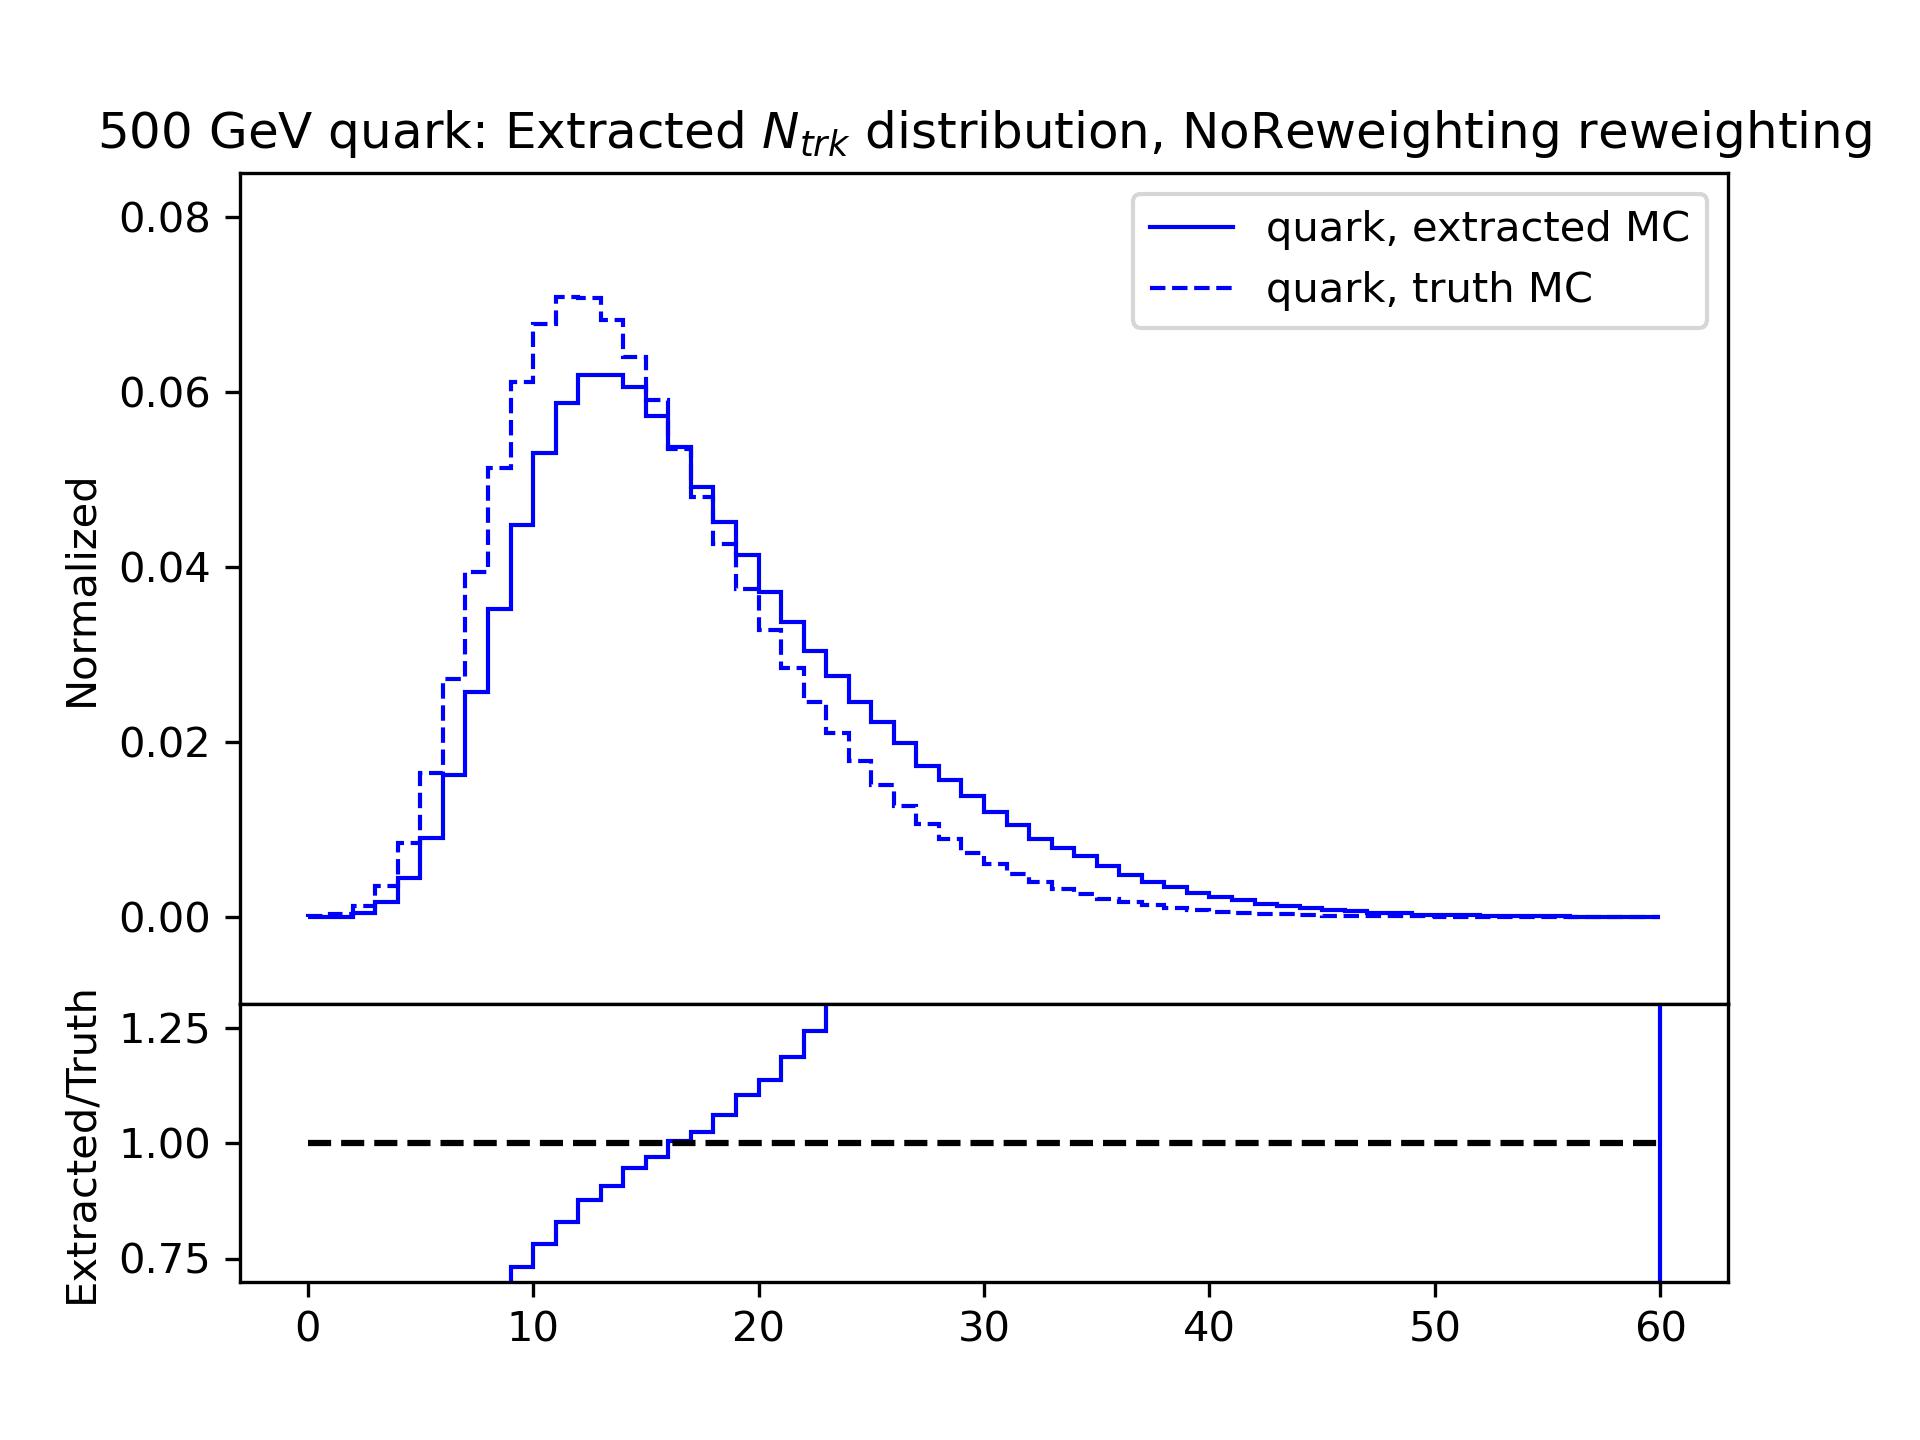 500 GeV quark: Extracted N_trk distribution, NoReweighting reweighting
quark, extracted MC
quark, truth MC
Normalized
0.08
0.06
0.04
0.02
0.00
Extracted/Truth
1.25
1.00
0.75
0 10 20 30 40 50 60